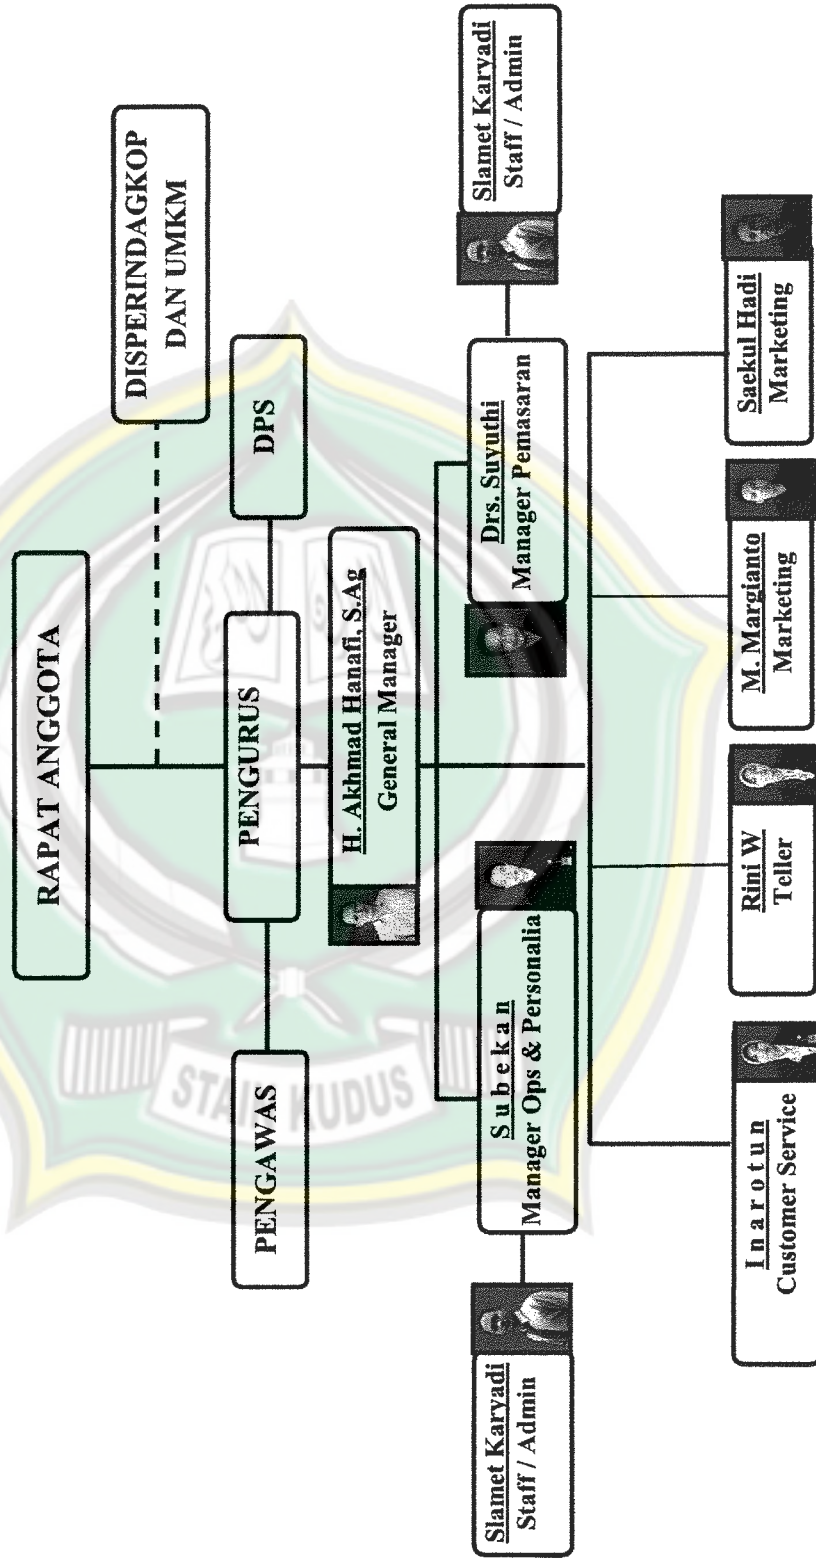 RAPAT ANGGOTA
DISPERINDAGKOP
DAN UMKM
PENGAWAS
PENGURUS
DPS
H. Akhmad Hanafi, S.Ag
General Manager
Slamet Karyadi
Staff / Admin
S u b e k a n
Manager Ops & Personalia
Drs. Suyuthi
Manager Pemasaran
Slamet Karyadi
Staff / Admin
I n a r o t u n
Customer Service
Rini W
Teller
M. Margianto
Marketing
Saekul Hadi
Marketing
STAIN KUDUS